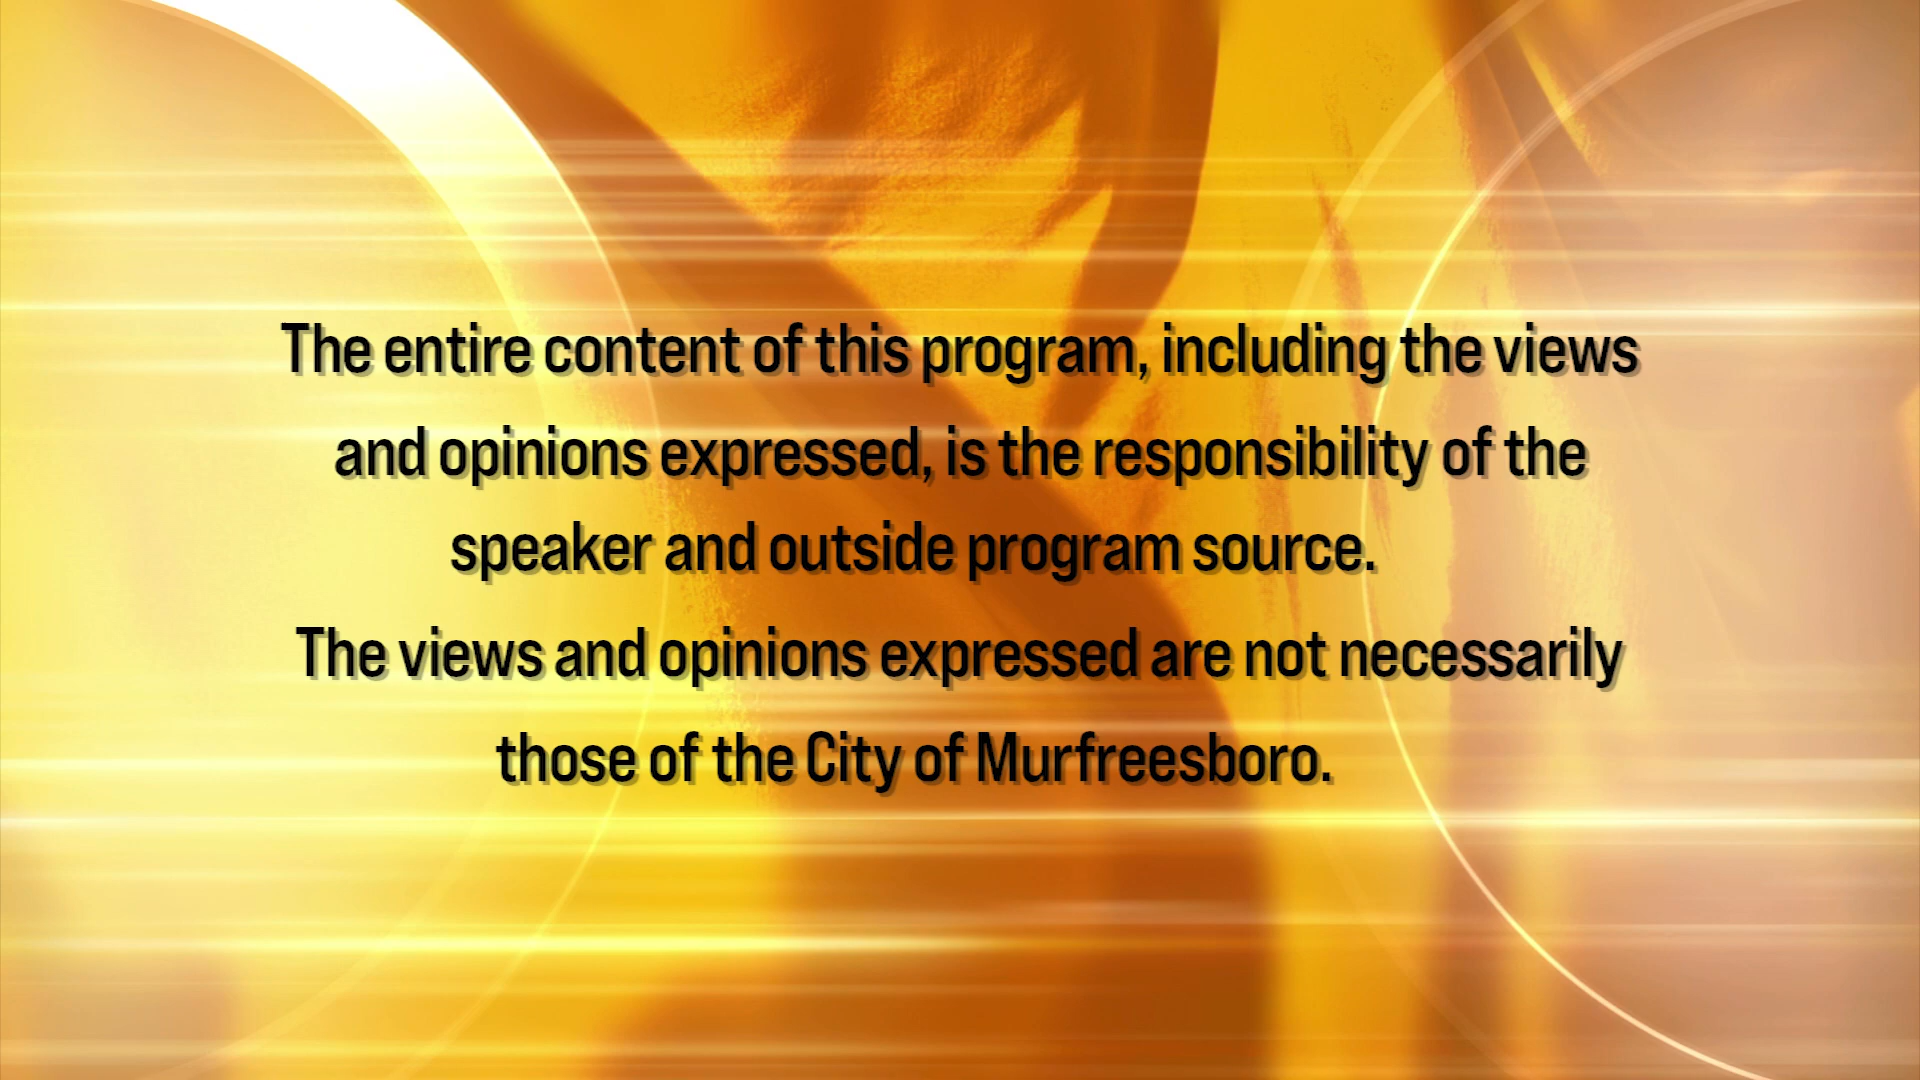 The entire content of this program, including the views
and opinions expressed, is the responsibility of the
speaker and outside program source.
The views and opinions expressed are not necessarily
those of the City of Murfreesboro.